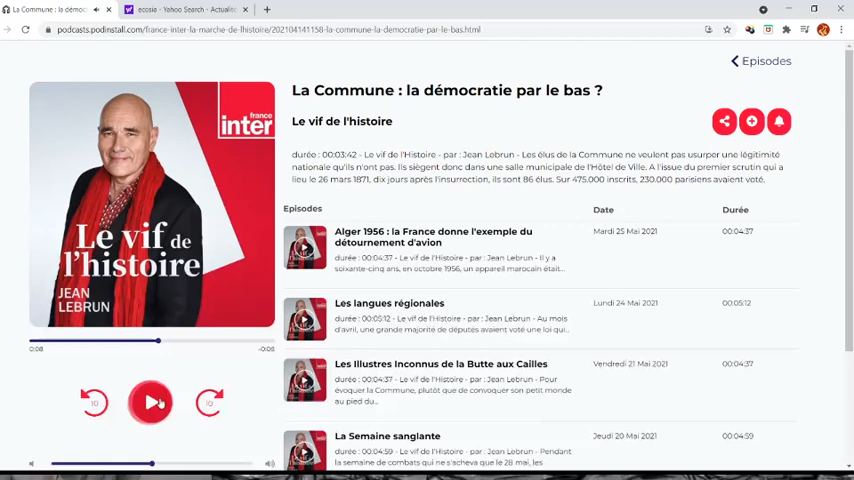 La Commune : la démoc
ecosia - Yahoo Search - Actualité
podcasts.podinstall.com/france-inter-la-marche-de-lhistoire/202104141158-la-commune-la-democratie-par-le-bas.html
Episodes
La Commune : la démocratie par le bas ?
Le vif de l'histoire
durée : 00:03:42 - Le vif de l'Histoire - par : Jean Lebrun - Les élus de la Commune ne veulent pas usurper une légitimité
nationale qu'ils n'ont pas. Ils siègent donc dans une salle municipale de l'Hôtel de Ville. A l'issue du premier scrutin qui a
lieu le 26 mars 1871, dix jours après l'insurrection, ils sont 86 élus. Sur 475.000 inscrits, 230.000 parisiens avaient voté.
france
inter
Le vif de
l'histoire
JEAN
LEBRUN
0:08
-0:08
10
10
Episodes Date Durée
Alger 1956 : la France donne l'exemple du
détournement d'avion
durée : 00:04:37 - Le vif de l'Histoire - par : Jean Lebrun - Il y a
soixante-cinq ans, en octobre 1956, un appareil marocain était...
Mardi 25 Mai 2021
00:04:37
Les langues régionales
durée : 00:05:12 - Le vif de l'Histoire - par : Jean Lebrun - Au mois
d'avril, une grande majorité de députés avaient voté une loi qui...
Lundi 24 Mai 2021
00:05:12
Les Illustres Inconnus de la Butte aux Cailles
durée : 00:04:37 - Le vif de l'Histoire - par : Jean Lebrun - Pour
évoquer la Commune, plutôt que de convoquer son petit monde
au pied du...
Vendredi 21 Mai 2021
00:04:37
La Semaine sanglante
durée : 00:04:59 - Le vif de l'Histoire - par : Jean Lebrun - Pendant
la semaine de combats qui ne s'acheva que le 28 mai, les
Jeudi 20 Mai 2021
00:04:59